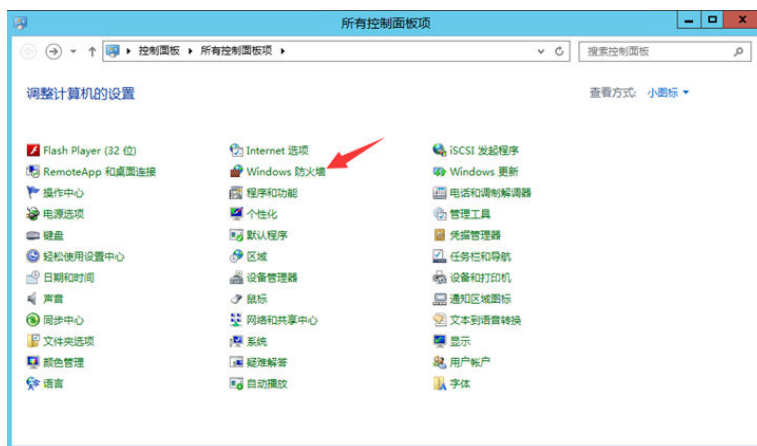 所有控制面板项
控制面板 所有控制面板项 搜索控制面板
调整计算机的设置 查看方式: 小图标
Flash Player (32 位) Internet 选项 iSCSI 发起程序
RemoteApp 和桌面连接 Windows 防火墙 Windows 更新
操作中心 程序和功能 电话和调制解调器
电源选项 个性化 管理工具
键盘 默认程序 凭据管理器
轻松使用设置中心 区域 任务栏和导航
日期和时间 设备管理器 设备和打印机
声音 鼠标 通知区域图标
同步中心 网络和共享中心 文本到语音转换
文件夹选项 系统 显示
颜色管理 疑难解答 用户帐户
语言 自动播放 字体